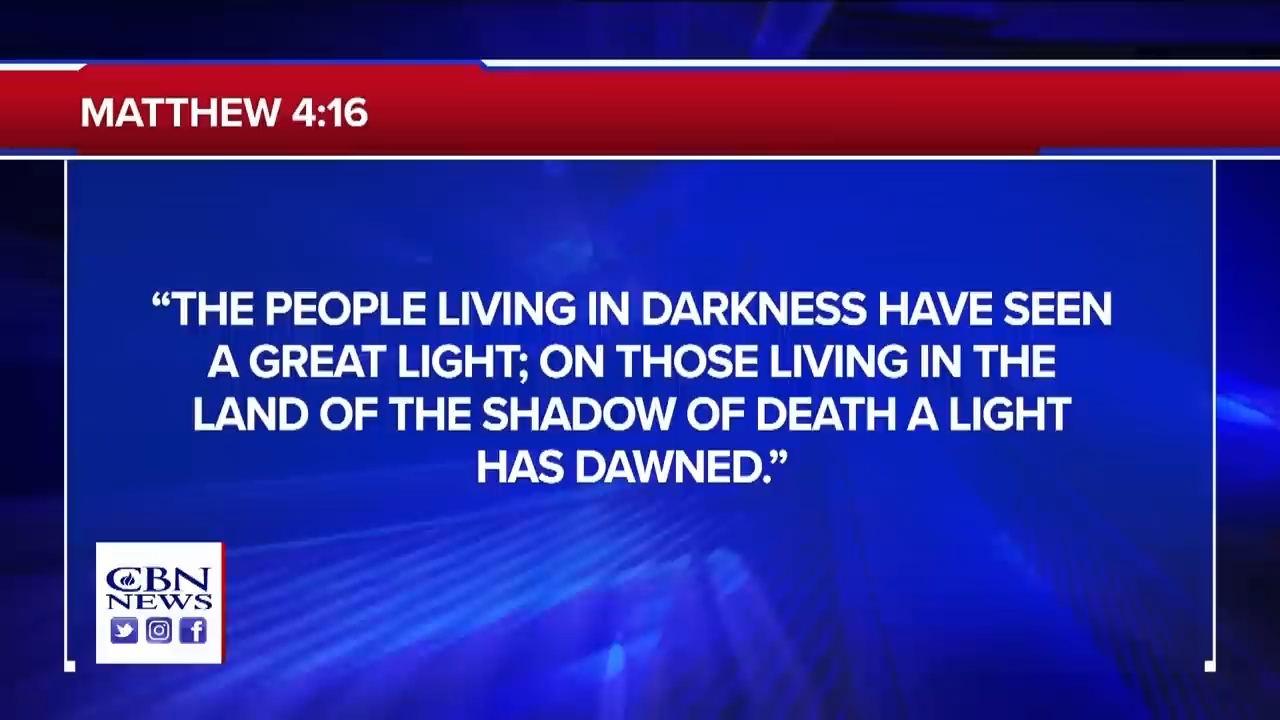 MATTHEW 4:16
“THE PEOPLE LIVING IN DARKNESS HAVE SEEN
A GREAT LIGHT; ON THOSE LIVING IN THE
LAND OF THE SHADOW OF DEATH A LIGHT
HAS DAWNED.”
CBN
NEWS